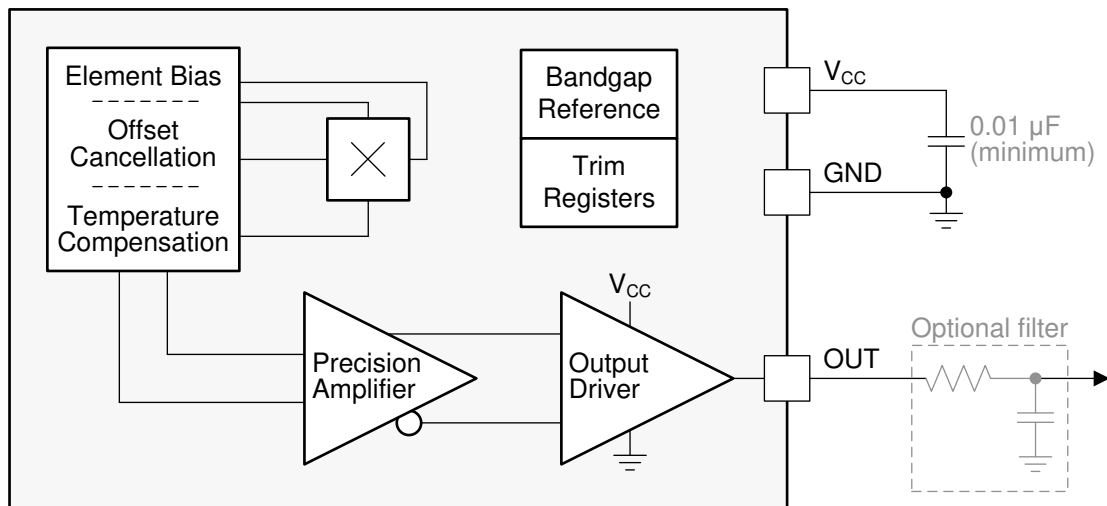 Element Bias
Offset
Cancellation
Temperature
Compensation
Bandgap
Reference
Trim
Registers
VCC
0.01 µF
(minimum)
GND
VCC
Precision
Amplifier
Output
Driver
OUT
Optional filter